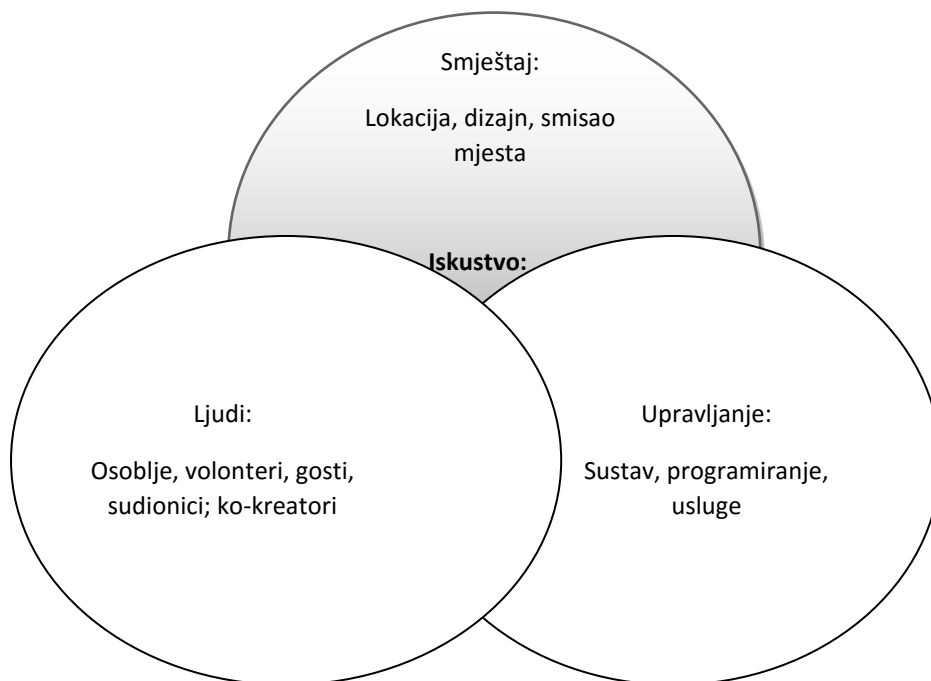 Smještaj:
Lokacija, dizajn, smisao
mjesta
Iskustvo:
Ljudi:
Osoblje, volonteri, gosti,
sudionici; ko-kreatori
Upravljanje:
Sustav, programiranje,
usluge